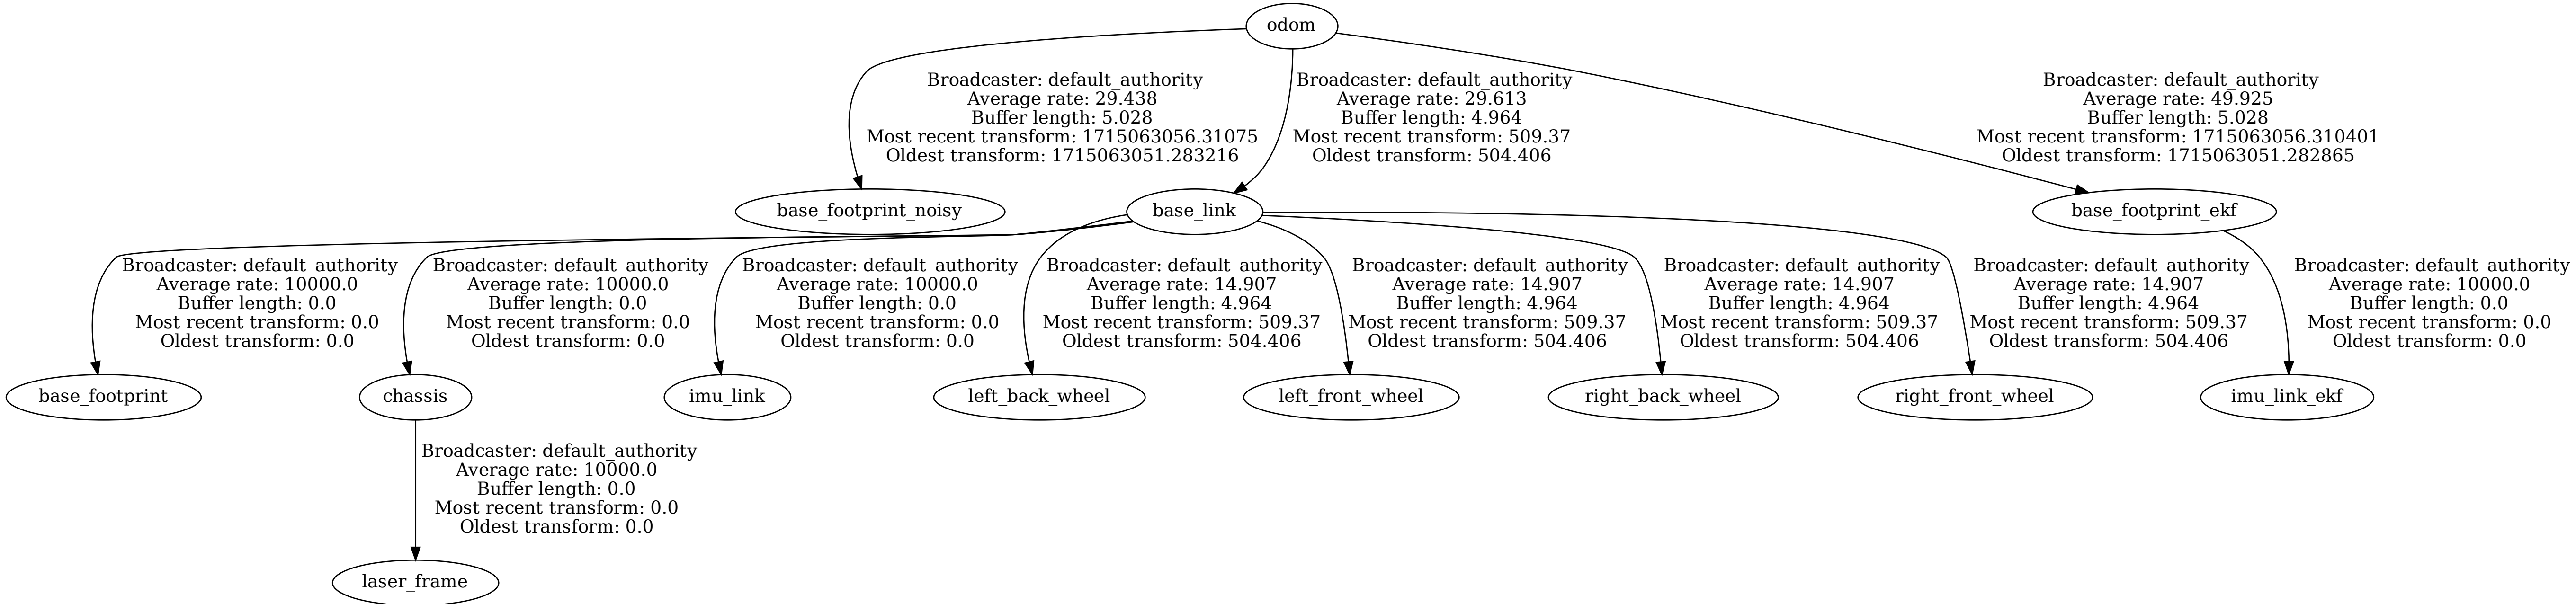 odom
Broadcaster: default_authority
Average rate: 29.438
Buffer length: 5.028
Most recent transform: 1715063056.31075
Oldest transform: 1715063051.283216
Broadcaster: default_authority
Average rate: 29.613
Buffer length: 4.964
Most recent transform: 509.37
Oldest transform: 504.406
Broadcaster: default_authority
Average rate: 49.925
Buffer length: 5.028
Most recent transform: 1715063056.310401
Oldest transform: 1715063051.282865
base_footprint_noisy
base_link
base_footprint_ekf
Broadcaster: default_authority
Average rate: 10000.0
Buffer length: 0.0
Most recent transform: 0.0
Oldest transform: 0.0
Broadcaster: default_authority
Average rate: 10000.0
Buffer length: 0.0
Most recent transform: 0.0
Oldest transform: 0.0
Broadcaster: default_authority
Average rate: 10000.0
Buffer length: 0.0
Most recent transform: 0.0
Oldest transform: 0.0
Broadcaster: default_authority
Average rate: 14.907
Buffer length: 4.964
Most recent transform: 509.37
Oldest transform: 504.406
Broadcaster: default_authority
Average rate: 14.907
Buffer length: 4.964
Most recent transform: 509.37
Oldest transform: 504.406
Broadcaster: default_authority
Average rate: 14.907
Buffer length: 4.964
Most recent transform: 509.37
Oldest transform: 504.406
Broadcaster: default_authority
Average rate: 14.907
Buffer length: 4.964
Most recent transform: 509.37
Oldest transform: 504.406
Broadcaster: default_authority
Average rate: 10000.0
Buffer length: 0.0
Most recent transform: 0.0
Oldest transform: 0.0
base_footprint
chassis
imu_link
left_back_wheel
left_front_wheel
right_back_wheel
right_front_wheel
imu_link_ekf
Broadcaster: default_authority
Average rate: 10000.0
Buffer length: 0.0
Most recent transform: 0.0
Oldest transform: 0.0
laser_frame